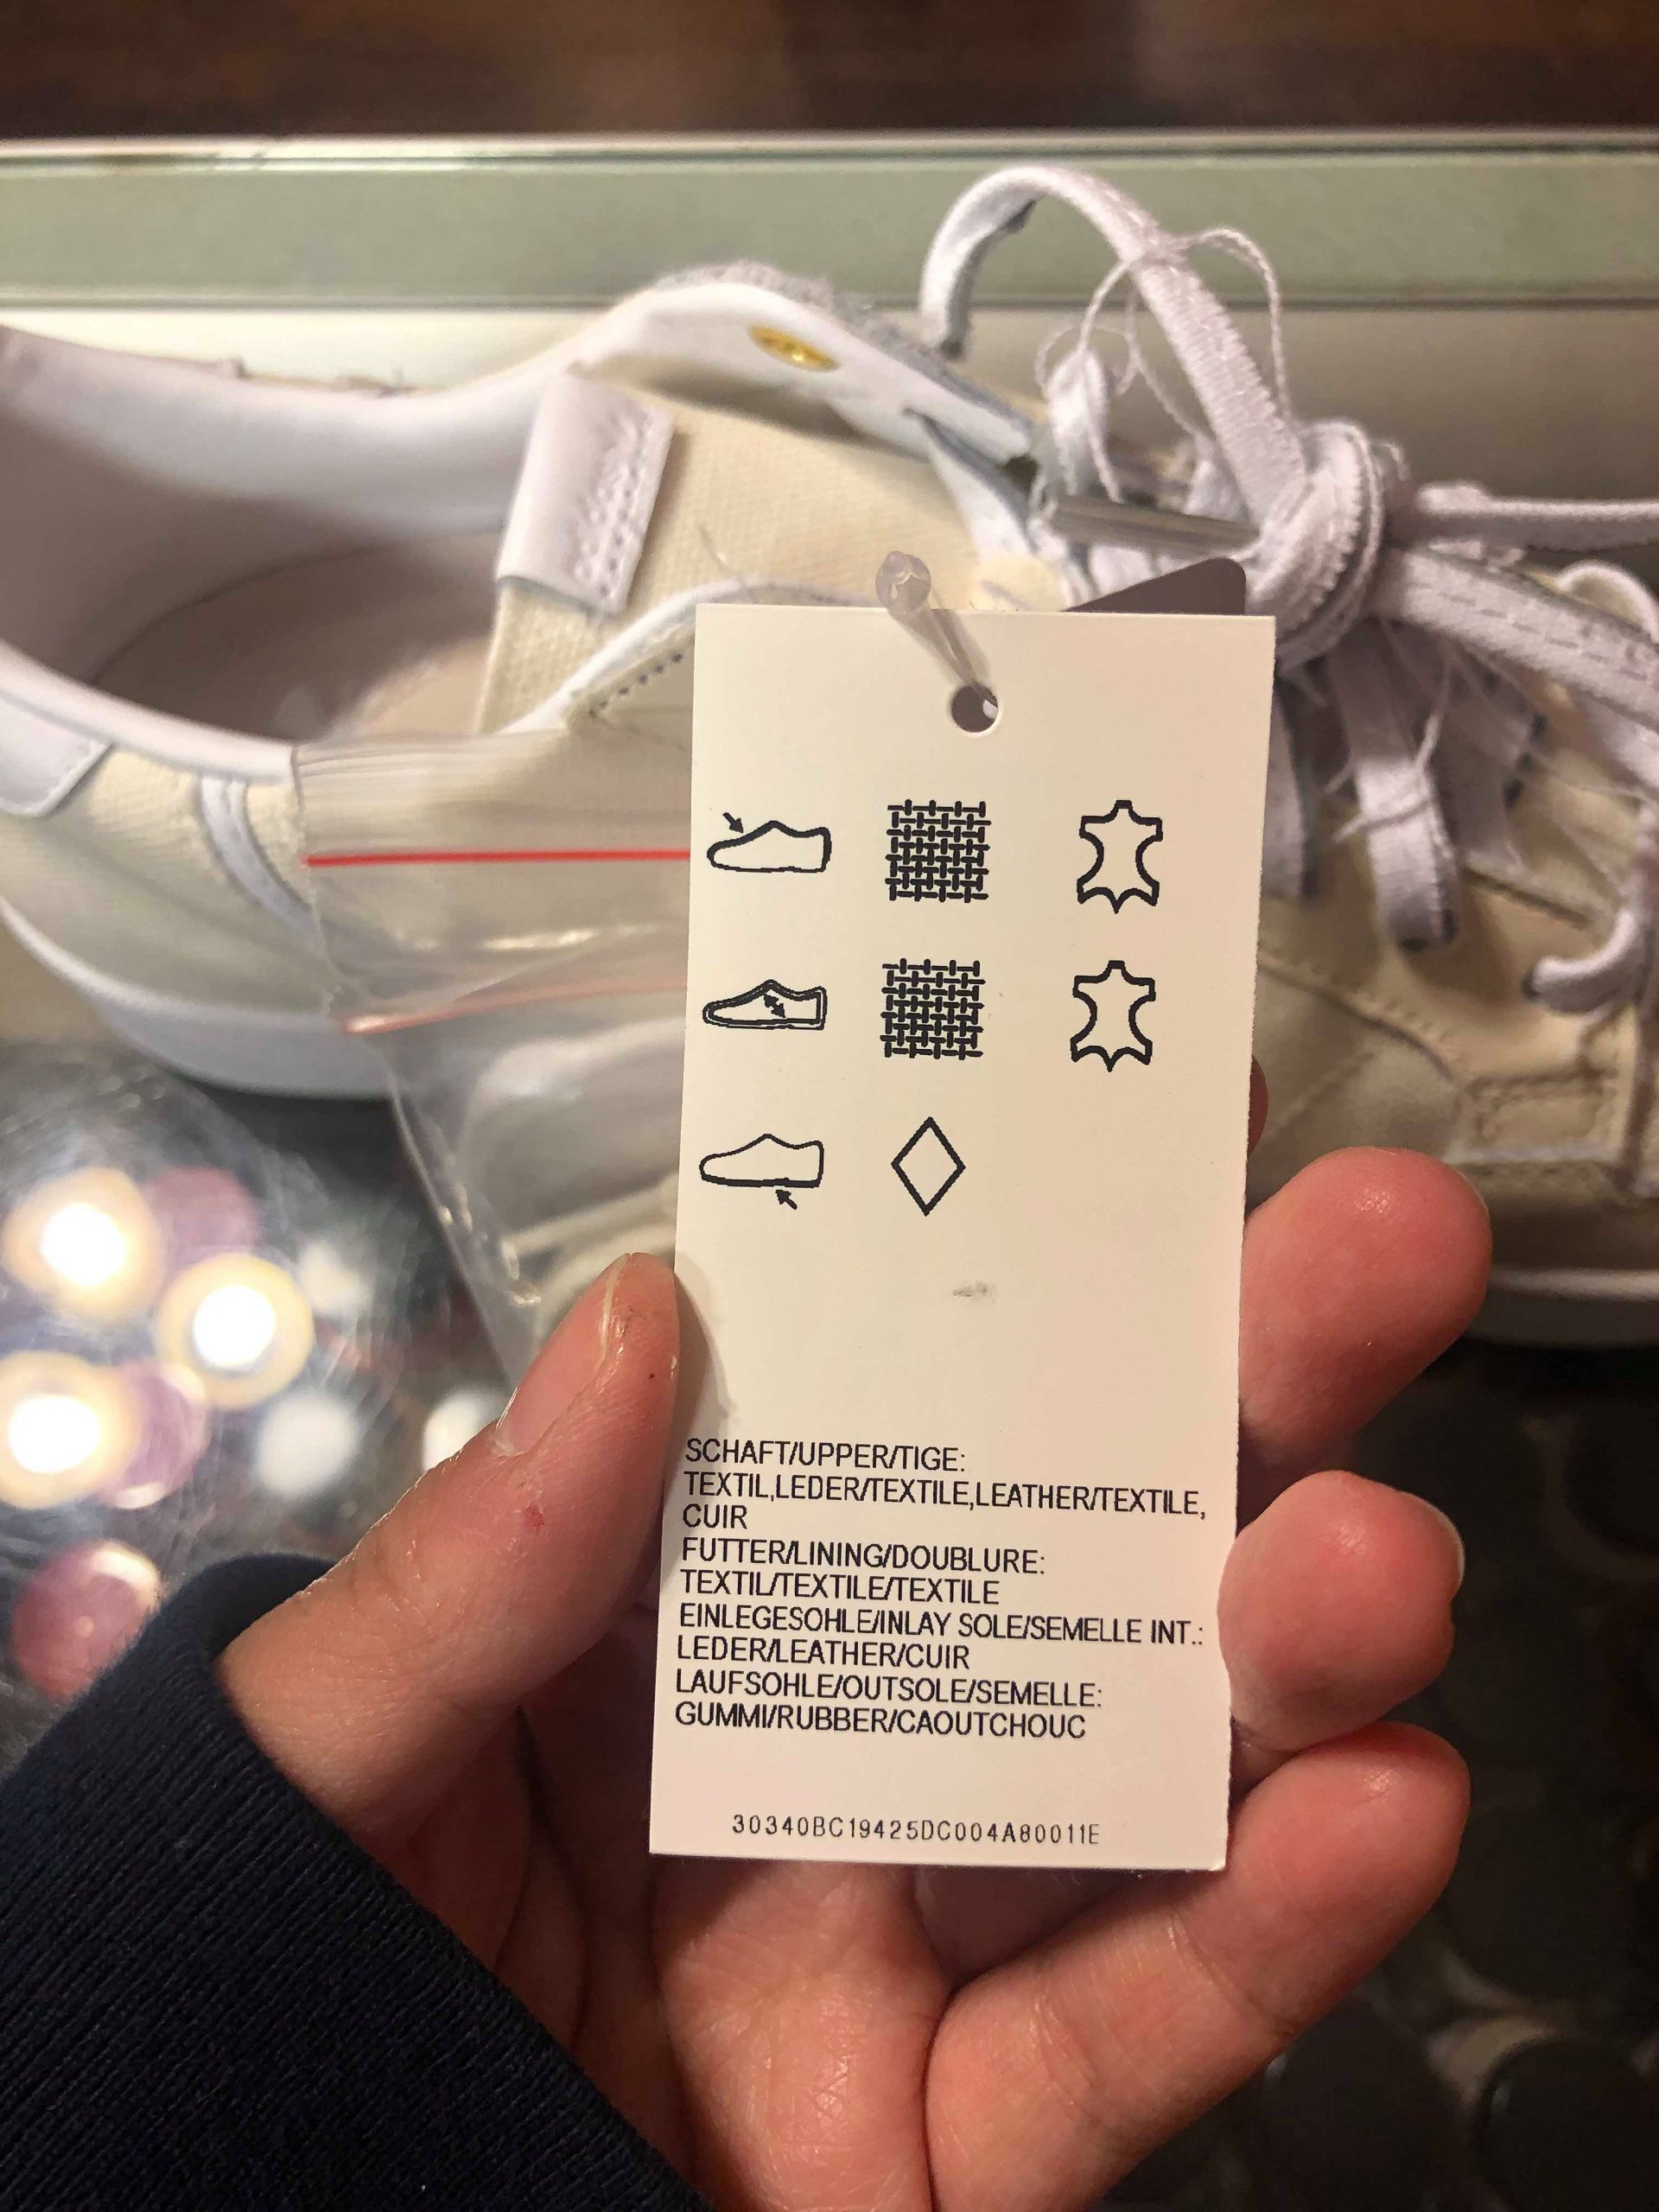 SCHAFT/UPPER/TIGE:
TEXTIL,LEDER/TEXTILE,LEATHER/TEXTILE,
CUIR
FUTTER/LINING/DOUBLURE:
TEXTIL/TEXTILE/TEXTILE
EINLEGESOHLE/INLAY SOLE/SEMELLE INT.:
LEDER/LEATHER/CUIR
LAUFSOHLE/OUTSOLE/SEMELLE:
GUMMI/RUBBER/CAOUTCHOUC
30340BC19425DC004A80011E